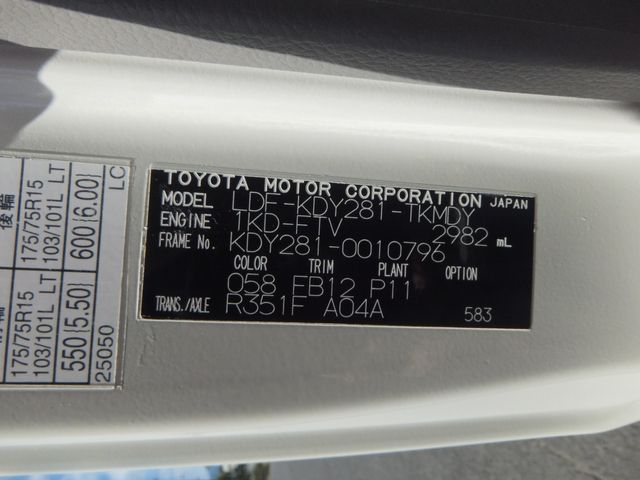 TOYOTA MOTOR CORPORATION JAPAN
MODEL LDF-KDY281-TKMDY
ENGINE 1KD-FTV 2982 mL
FRAME No. KDY281-0010796
COLOR TRIM PLANT OPTION
058 FB12 P11
TRANS./AXLE R351F A04A 583
後輪
175/75R15
103/101L LT
600{6.00}
LC
175/75R15
103/101L LT
550{5.50}
25050